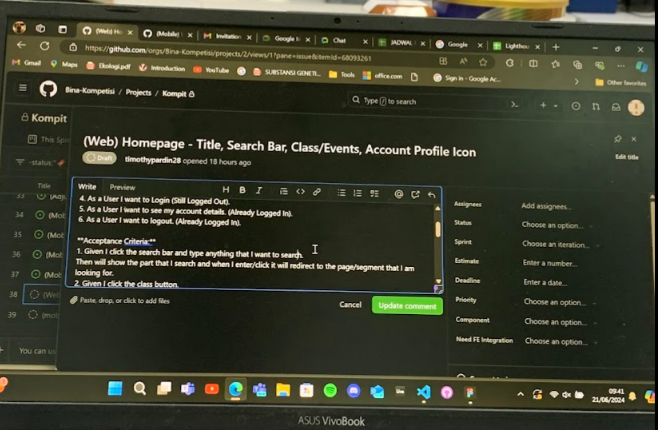 (Web) Ho
(Mobile)
Invitation
Google M
Chat
JADWAL
Google
Lighthou
https://github.com/orgs/Bina-Kompetisi/projects/2/views/1?pane=issue&itemId=68093261
Gmail
Maps
Ekologi.pdf
Introduction
YouTube
SUBSTANSI GENETI...
Tools
office.com
Sign in - Google Ac...
Other favorites
Bina-Kompetisi / Projects / Kompit
Type / to search
Kompit
This Spr
-status:"
Title
(Web) Homepage - Title, Search Bar, Class/Events, Account Profile Icon
Edit title
Draft
timothypardin28 opened 18 hours ago
Write
Preview
H B I
4. As a User I want to Login (Still Logged Out).
5. As a User I want to see my account details. (Already Logged In).
6. As a User I want to logout. (Already Logged In).
**Acceptance Criteria:**
1. Given I click the search bar and type anything that I want to search.
Then will show the part that I search and when I enter/click it will redirect to the page/segment that I am
looking for.
2. Given I click the class button.
Paste, drop, or click to add files
Cancel
Update comment
34 (Mob
35 (Mot
36 (Mo
37 (Mot
38 (We
39 (mol
You can us
Assignees Add assignees...
Status Choose an option...
Sprint Choose an iteration...
Estimate Enter a number...
Deadline Enter a date...
Priority Choose an option...
Component Choose an option...
Need FE Integration Choose an option...
09:41
21/06/2024
ASUS VivoBook